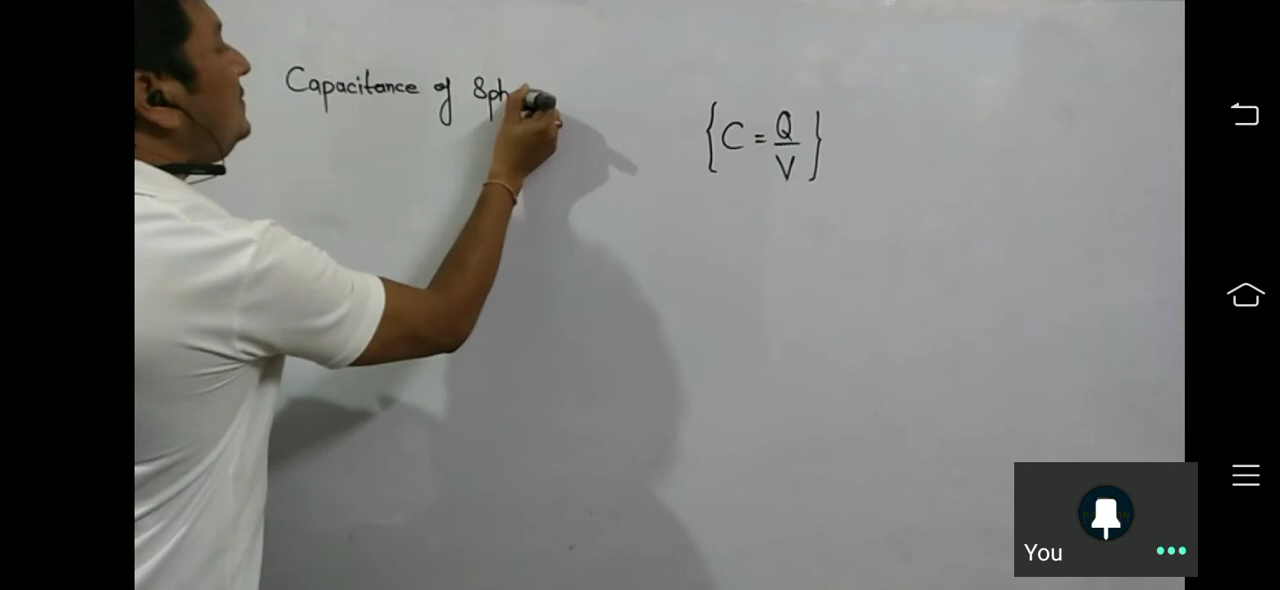 Capacitance of Sph
{C = Q/V}
You